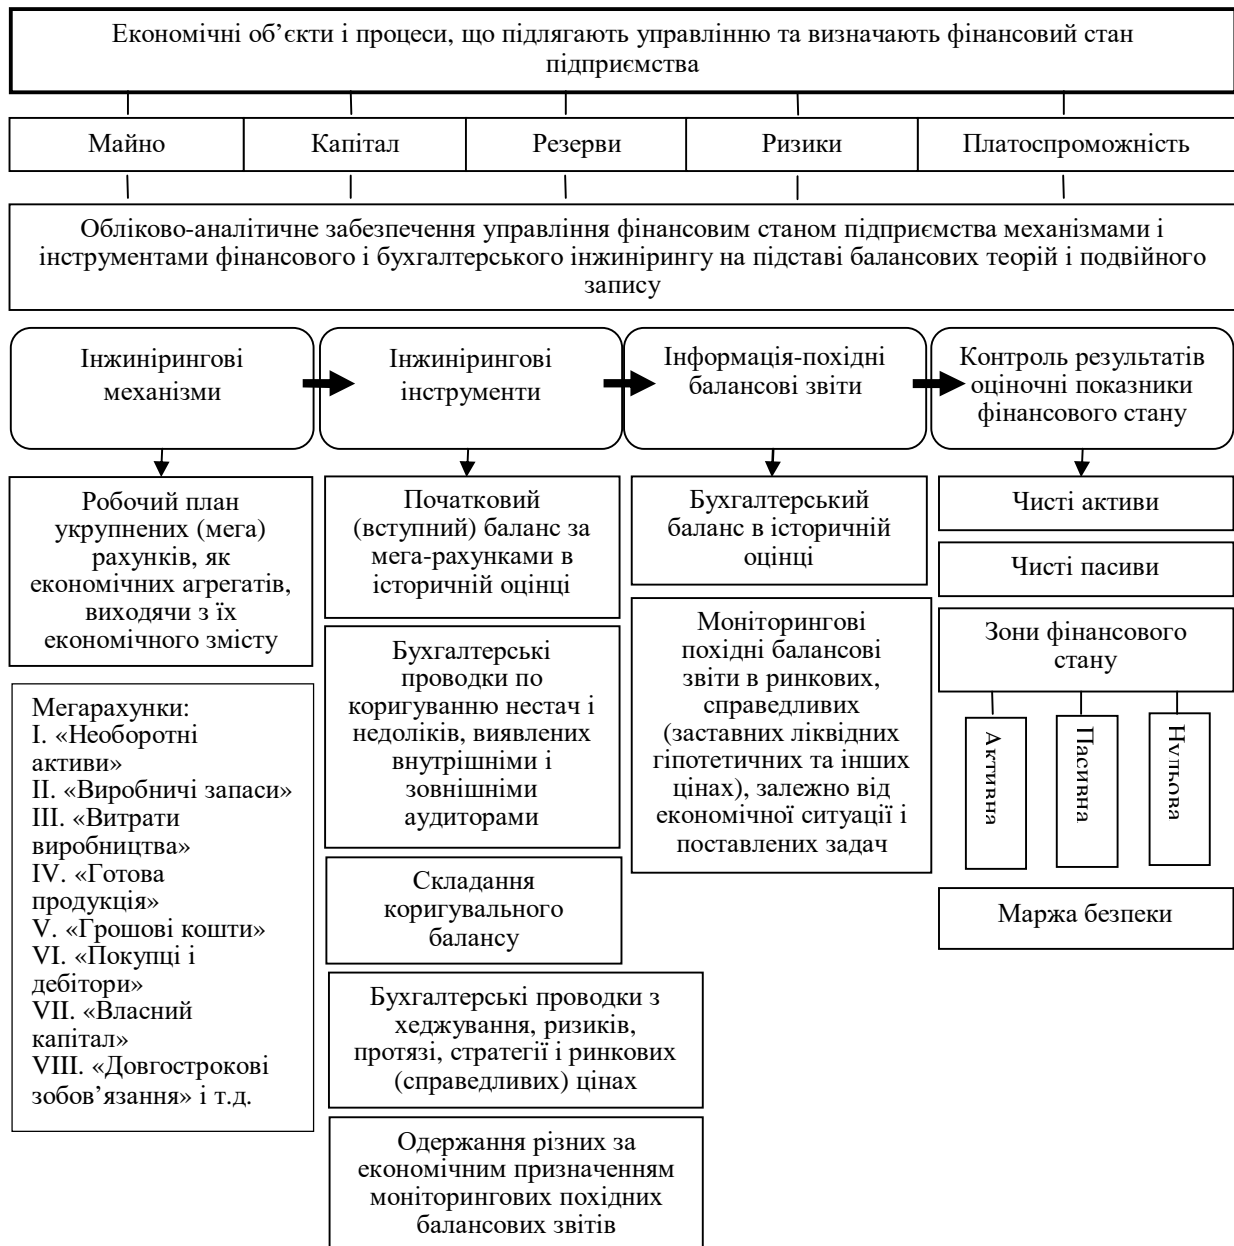 Економічні об’єкти і процеси, що підлягають управлінню та визначають фінансовий стан
підприємства
Майно
Капітал
Резерви
Ризики
Платоспроможність
Обліково-аналітичне забезпечення управління фінансовим станом підприємства механізмами і
інструментами фінансового і бухгалтерського інжинірингу на підставі балансових теорій і подвійного
запису
Інжинірингові
механізми
Інжинірингові
інструменти
Інформація-похідні
балансові звіти
Контроль результатів
оціночні показники
фінансового стану
Робочий план
укрупнених (мега)
рахунків, як
економічних агрегатів,
виходячи з їх
економічного змісту
Мегарахунки:
I. «Необоротні
активи»
II. «Виробничі запаси»
III. «Витрати
виробництва»
IV. «Готова
продукція»
V. «Грошові кошти»
VI. «Покупці і
дебітори»
VII. «Власний
капітал»
VIII. «Довгострокові
зобов’язання» і т.д.
Початковий
(вступний) баланс за
мега-рахунками в
історичній оцінці
Бухгалтерські
проводки по
коригуванню нестач і
недоліків, виявлених
внутрішніми і
зовнішніми
аудиторами
Складання
коригувального
балансу
Бухгалтерські проводки з
хеджування, ризиків,
протязі, стратегії і ринкових
(справедливих) цінах
Одержання різних за
економічним призначенням
моніторингових похідних
балансових звітів
Бухгалтерський
баланс в історичній
оцінці
Моніторингові
похідні балансові
звіти в ринкових,
справедливих
(заставних ліквідних
гіпотетичних та інших
цінах), залежно від
економічної ситуації і
поставлених задач
Чисті активи
Чисті пасиви
Зони фінансового
стану
Активна
Пасивна
Нульова
Маржа безпеки